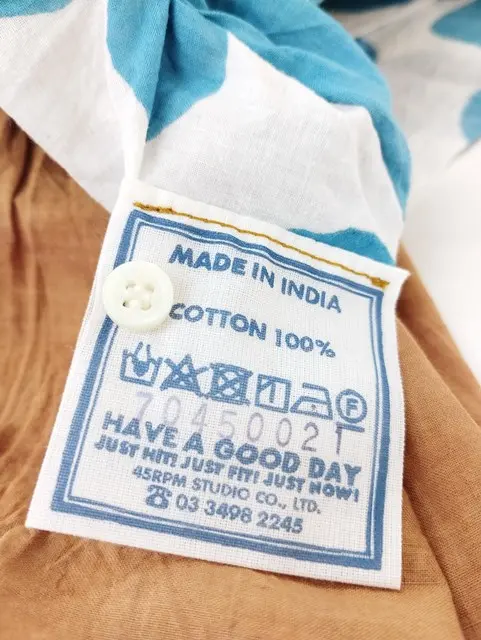 MADE IN INDIA
COTTON 100%
F
70450021
HAVE A GOOD DAY
JUST HIT! JUST FIT! JUST NOW!
45RPM STUDIO CO., LTD.
☎ 03 3498 2245